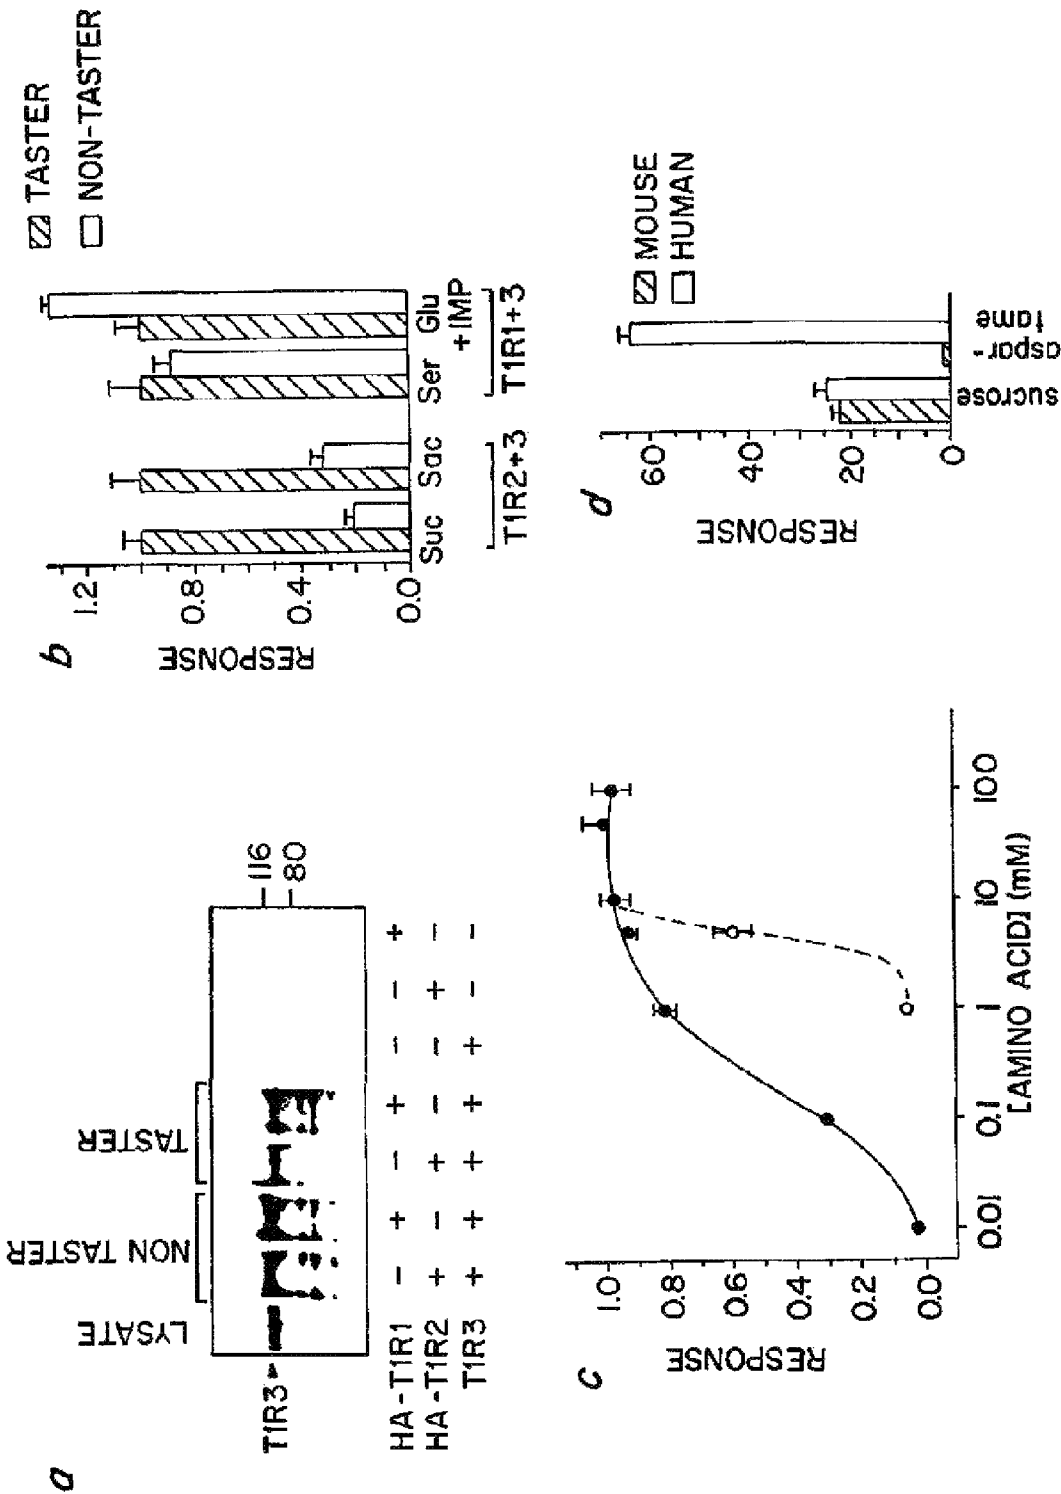 a
LYSATE
NON TASTER
TASTER
T1R3
116
80
HA-T1R1 - + - + - - +
HA-T1R2 + - + - - + -
T1R3 + + + + + - -
b
TASTER
NON-TASTER
RESPONSE
1.2
0.8
0.4
0.0
Suc Sac Ser Glu
+IMP
T1R2+3 T1R1+3
c
RESPONSE
1.0
0.8
0.6
0.4
0.2
0.0
0.01 0.1 1 10 100
[AMINO ACID] (mM)
d
MOUSE
HUMAN
RESPONSE
60
40
20
0
sucrose
aspar-
tame